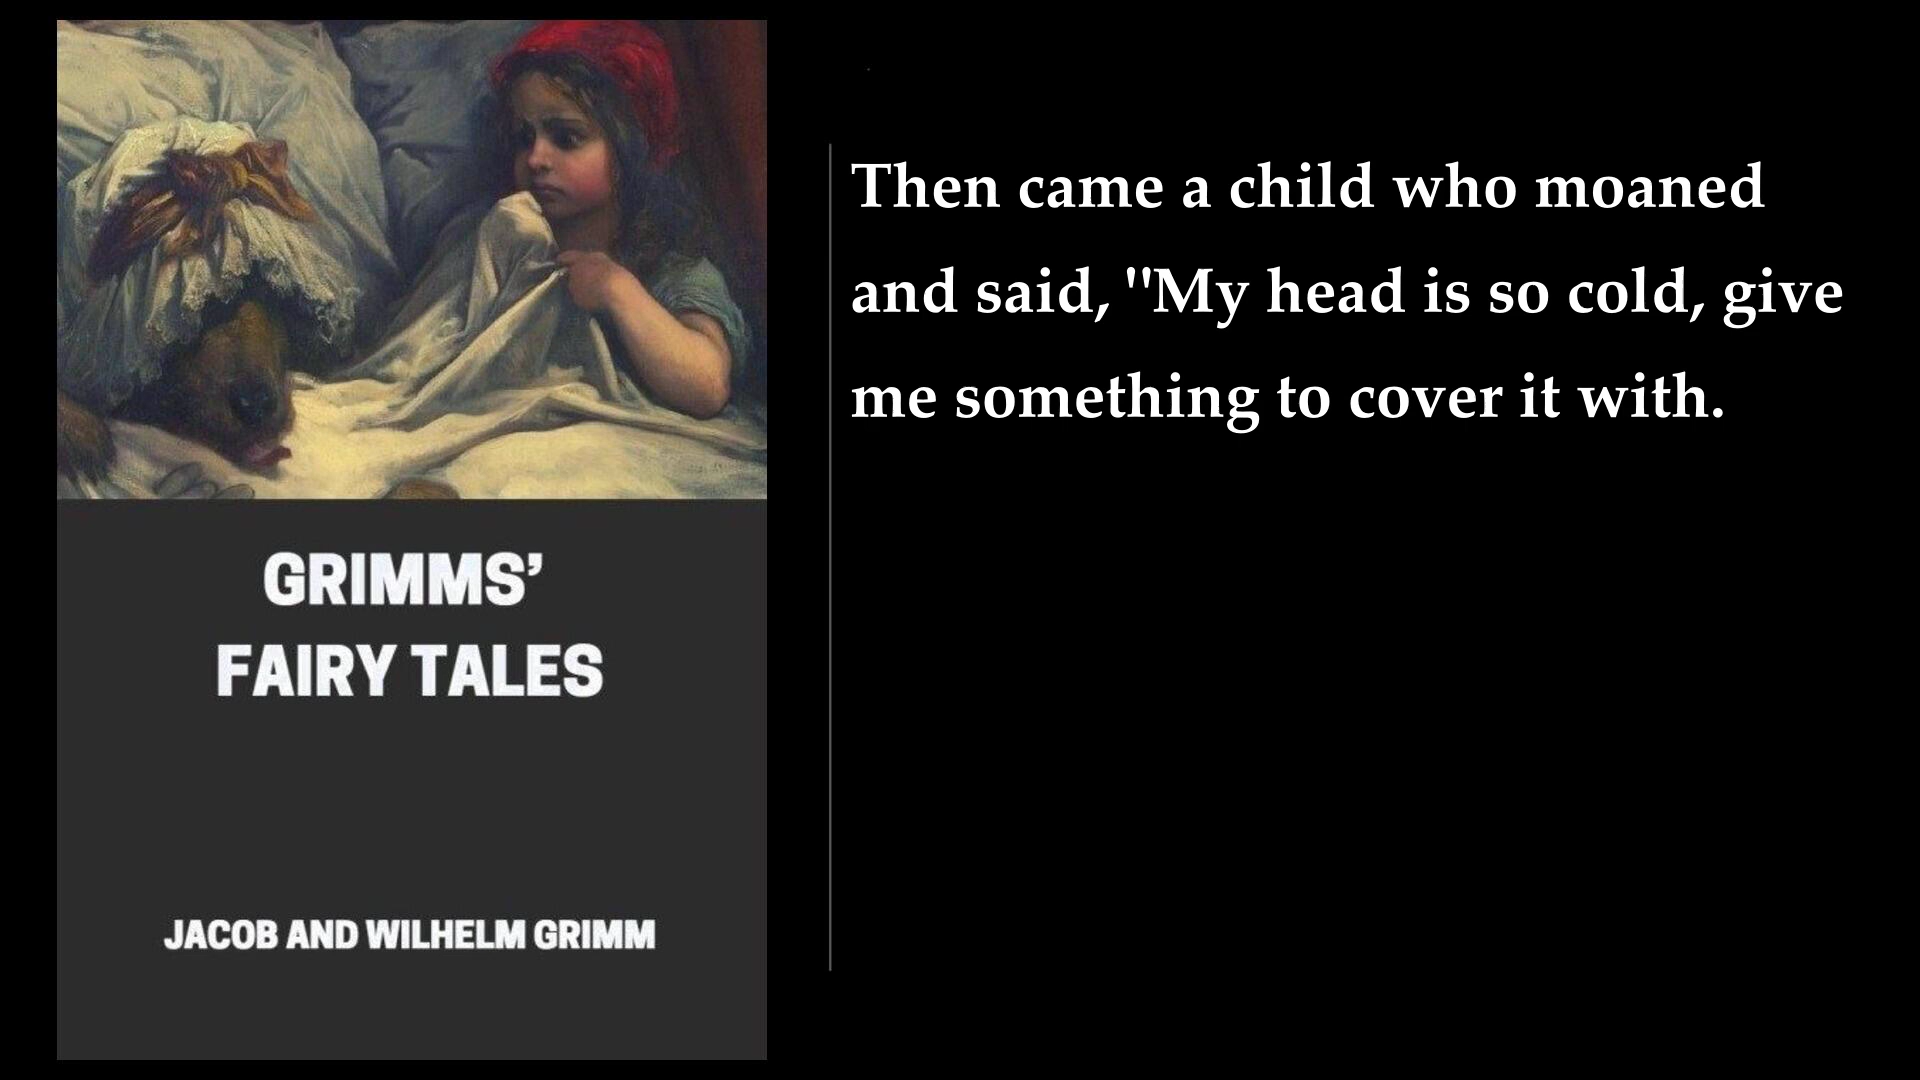 GRIMMS’
FAIRY TALES
JACOB AND WILHELM GRIMM
Then came a child who moaned
and said, "My head is so cold, give
me something to cover it with.